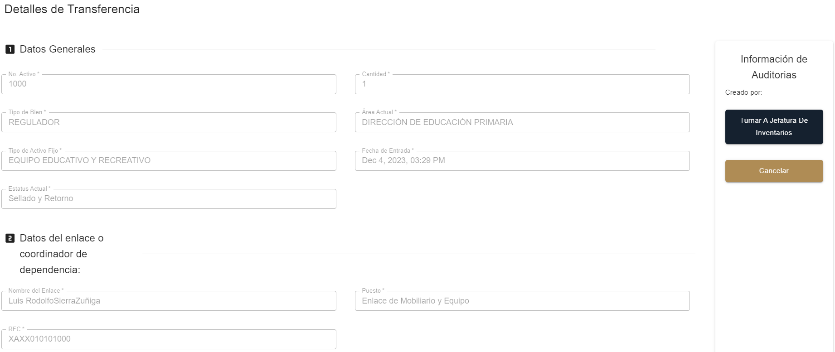 Detalles de Transferencia
1 Datos Generales
No. Activo *
1000
Cantidad *
1
Tipo de Bien *
REGULADOR
Área Actual *
DIRECCIÓN DE EDUCACIÓN PRIMARIA
Tipo de Activo Fijo *
EQUIPO EDUCATIVO Y RECREATIVO
Fecha de Entrada *
Dec 4, 2023, 03:29 PM
Estatus Actual *
Sellado y Retorno
2 Datos del enlace o
coordinador de
dependencia:
Nombre del Enlace *
Luis RodolfoSierraZuñiga
Puesto *
Enlace de Mobiliario y Equipo
RFC *
XAXX010101000
Información de
Auditorias
Creado por:
Turnar A Jefatura De
Inventarios
Cancelar